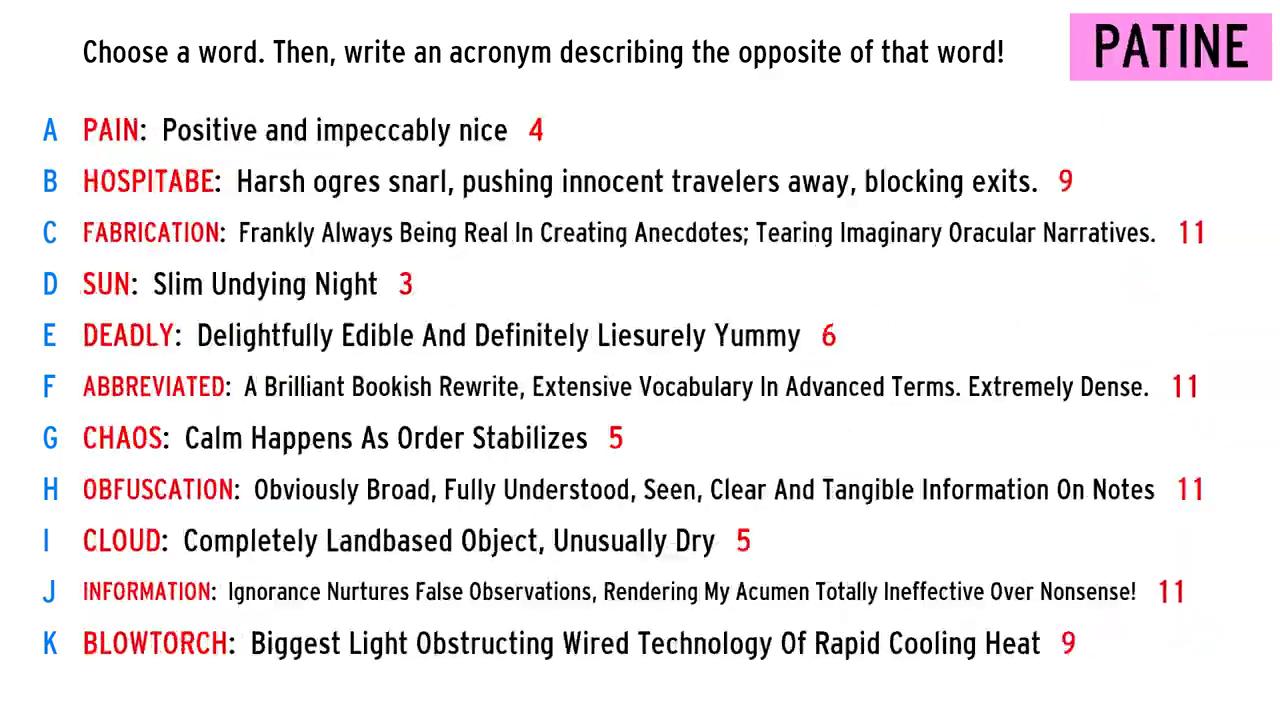 Choose a word. Then, write an acronym describing the opposite of that word!
PATINE
A PAIN: Positive and impeccably nice 4
B HOSPITABE: Harsh ogres snarl, pushing innocent travelers away, blocking exits. 9
C FABRICATION: Frankly Always Being Real In Creating Anecdotes; Tearing Imaginary Oracular Narratives. 11
D SUN: Slim Undying Night 3
E DEADLY: Delightfully Edible And Definitely Liesurely Yummy 6
F ABBREVIATED: A Brilliant Bookish Rewrite, Extensive Vocabulary In Advanced Terms. Extremely Dense. 11
G CHAOS: Calm Happens As Order Stabilizes 5
H OBFUSCATION: Obviously Broad, Fully Understood, Seen, Clear And Tangible Information On Notes 11
I CLOUD: Completely Landbased Object, Unusually Dry 5
J INFORMATION: Ignorance Nurtures False Observations, Rendering My Acumen Totally Ineffective Over Nonsense! 11
K BLOWTORCH: Biggest Light Obstructing Wired Technology Of Rapid Cooling Heat 9